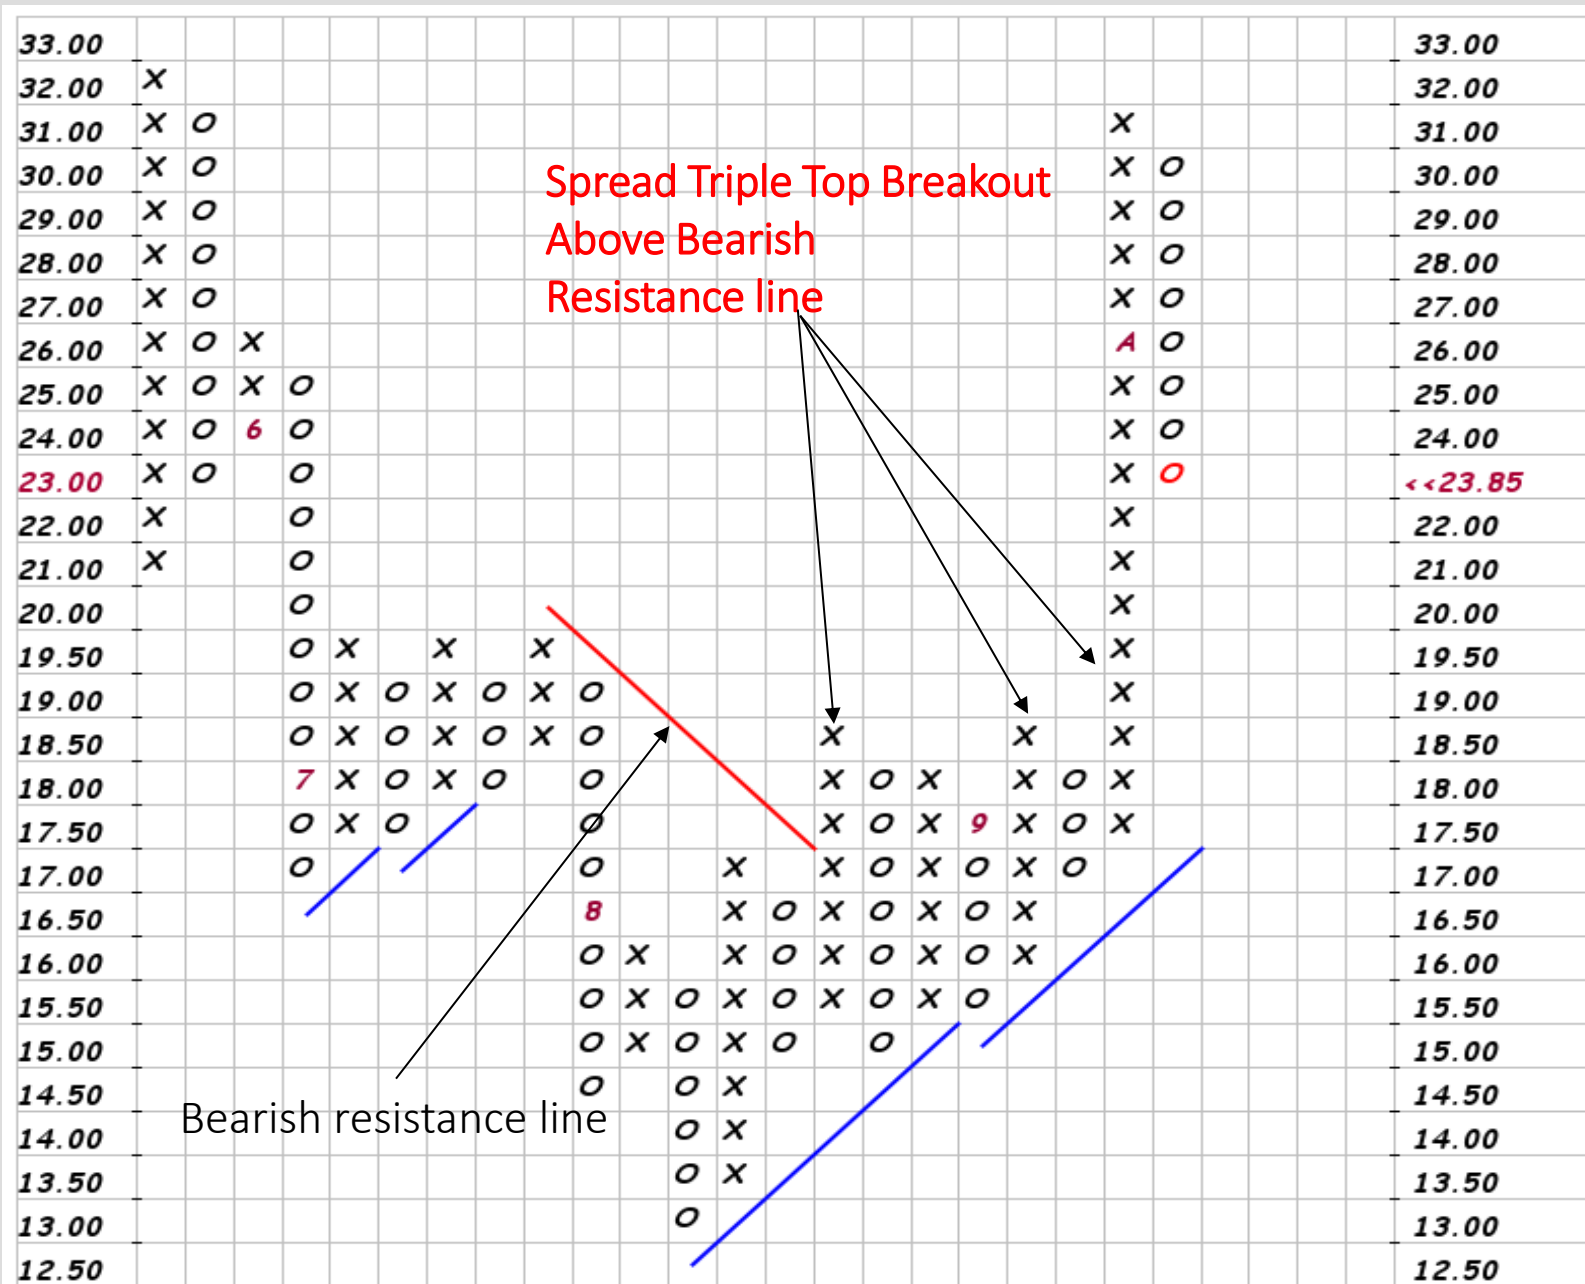 33.00 33.00
32.00 X 32.00
31.00 X O X 31.00
30.00 X O X O 30.00
29.00 X O X O 29.00
28.00 X O X O 28.00
27.00 X O X O 27.00
26.00 X O X A O 26.00
25.00 X O X O X O 25.00
24.00 X O 6 O X O 24.00
23.00 X O O X O <<23.85
22.00 X O X 22.00
21.00 X O X 21.00
20.00 O X 20.00
19.50 O X X X X 19.50
19.00 O X O X O X O X 19.00
18.50 O X O X O X O X X X 18.50
18.00 7 X O X O O X O X X O X 18.00
17.50 O X O O X O X 9 X O X 17.50
17.00 O O X X O X O X O 17.00
16.50 8 X O X O X O X 16.50
16.00 O X X O X O X O X 16.00
15.50 O X O X O X O X O 15.50
15.00 O X O X O O 15.00
14.50 O O X 14.50
14.00 O X 14.00
13.50 O X 13.50
13.00 O 13.00
12.50 12.50
Spread Triple Top Breakout
Above Bearish
Resistance line
Bearish resistance line